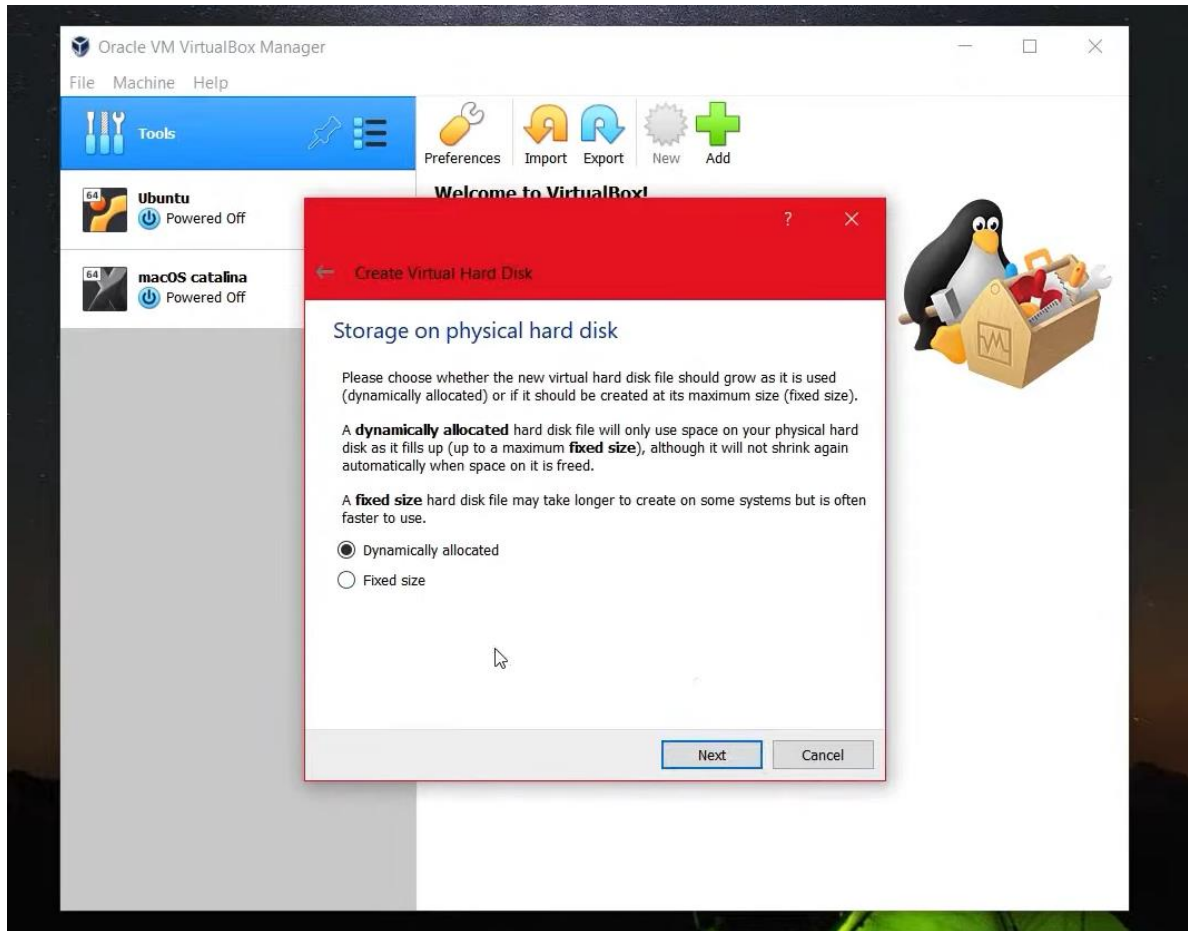 Oracle VM VirtualBox Manager
File Machine Help
Tools
Preferences Import Export New Add
64 Ubuntu
Powered Off
64 macOS catalina
Powered Off
Welcome to VirtualBox!
?
Create Virtual Hard Disk
Storage on physical hard disk
Please choose whether the new virtual hard disk file should grow as it is used
(dynamically allocated) or if it should be created at its maximum size (fixed size).
A dynamically allocated hard disk file will only use space on your physical hard
disk as it fills up (up to a maximum fixed size), although it will not shrink again
automatically when space on it is freed.
A fixed size hard disk file may take longer to create on some systems but is often
faster to use.
Dynamically allocated
Fixed size
Next Cancel